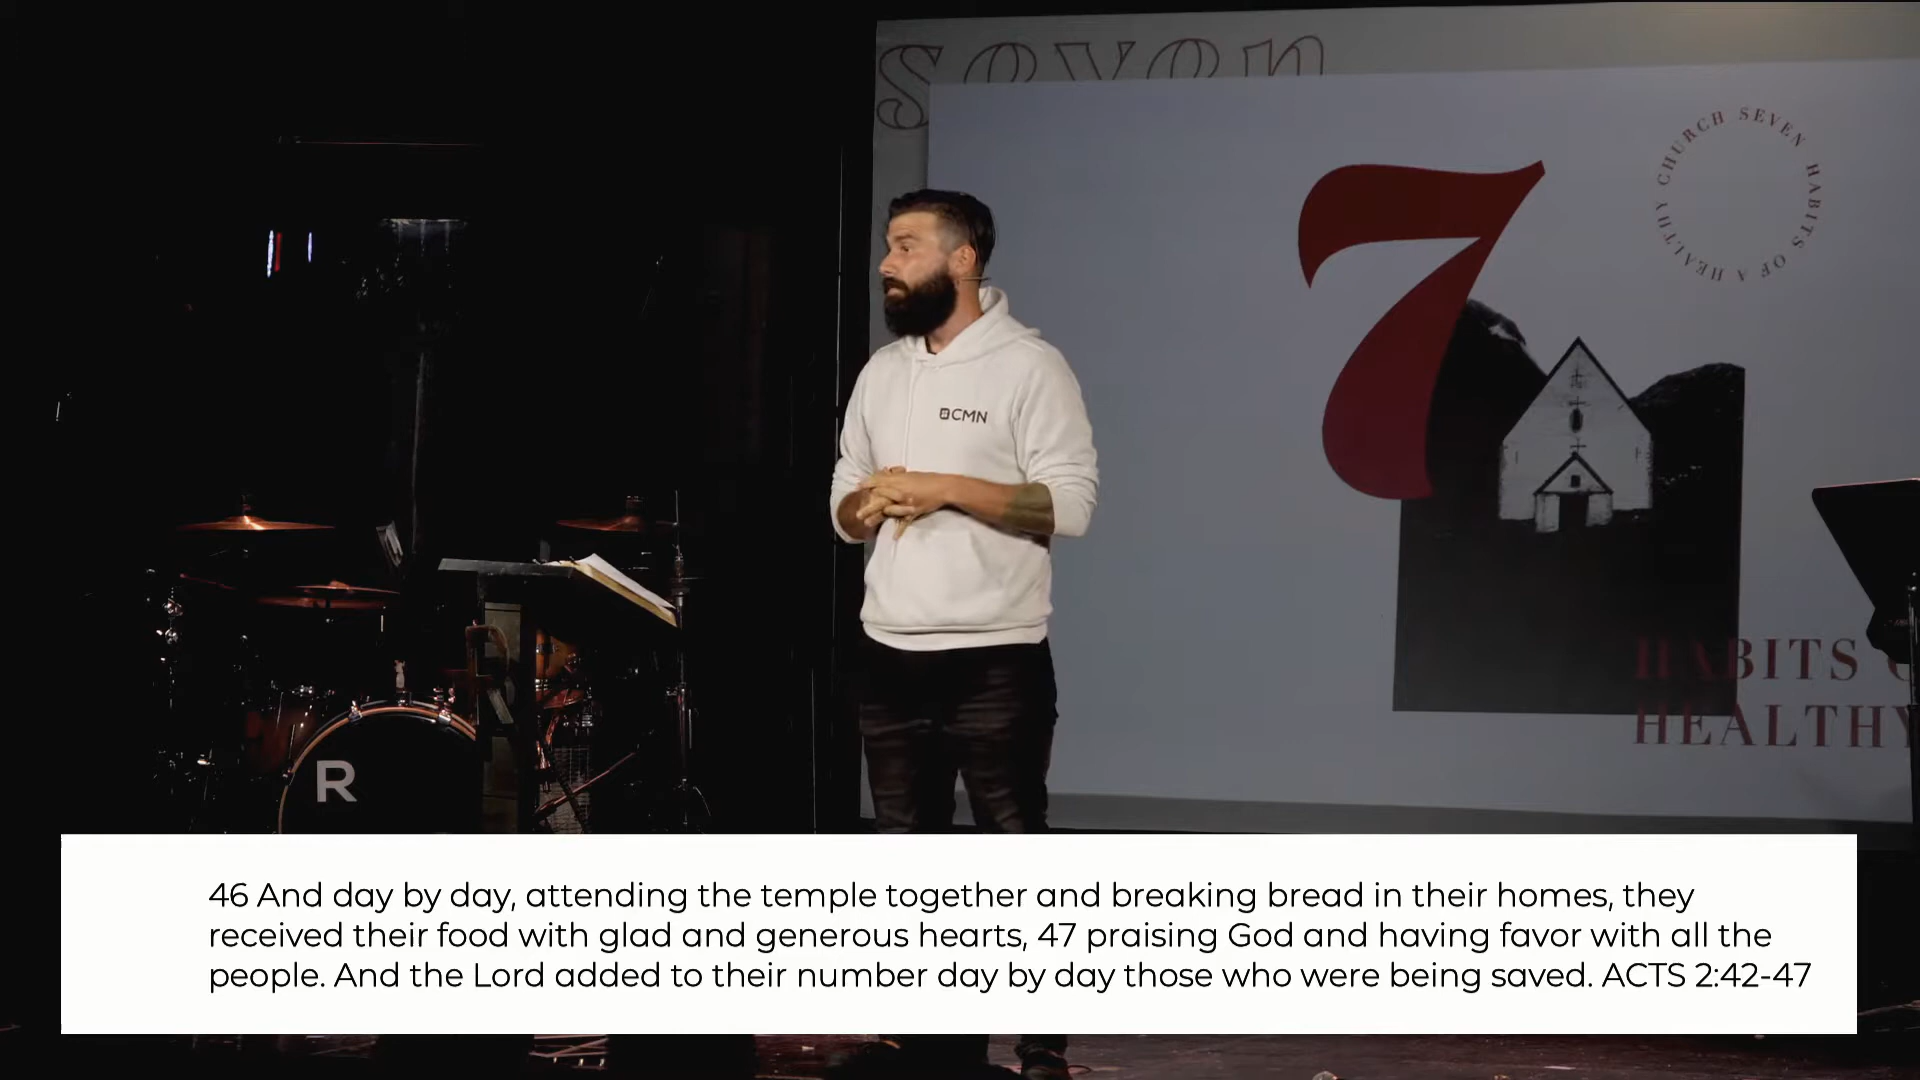 seven
CHURCH SEVEN HABITS OF A HEALTHY
7
CMN
HABITS
HEALTHY
R
46 And day by day, attending the temple together and breaking bread in their homes, they
received their food with glad and generous hearts, 47 praising God and having favor with all the
people. And the Lord added to their number day by day those who were being saved. ACTS 2:42-47